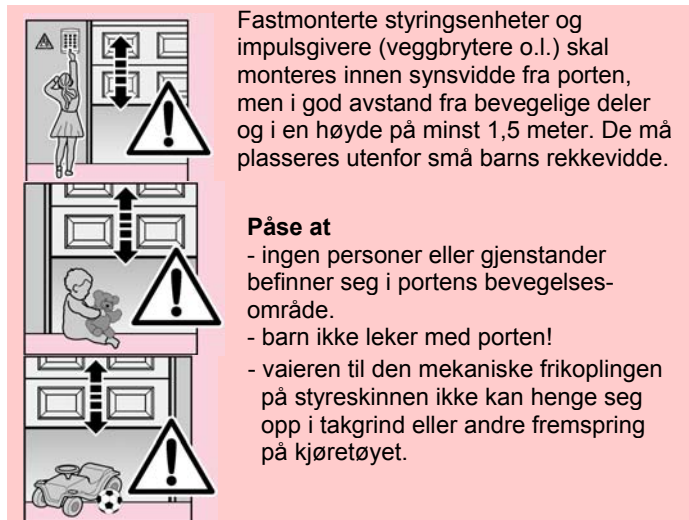 Fastmonterte styringsenheter og
impulsgivere (veggbrytere o.l.) skal
monteres innen synsvidde fra porten,
men i god avstand fra bevegelige deler
og i en høyde på minst 1,5 meter. De må
plasseres utenfor små barns rekkevidde.
Påse at
- ingen personer eller gjenstander
befinner seg i portens bevegelses-
område.
- barn ikke leker med porten!
- vaieren til den mekaniske frikoplingen
på styreskinnen ikke kan henge seg
opp i takgrind eller andre fremspring
på kjøretøyet.